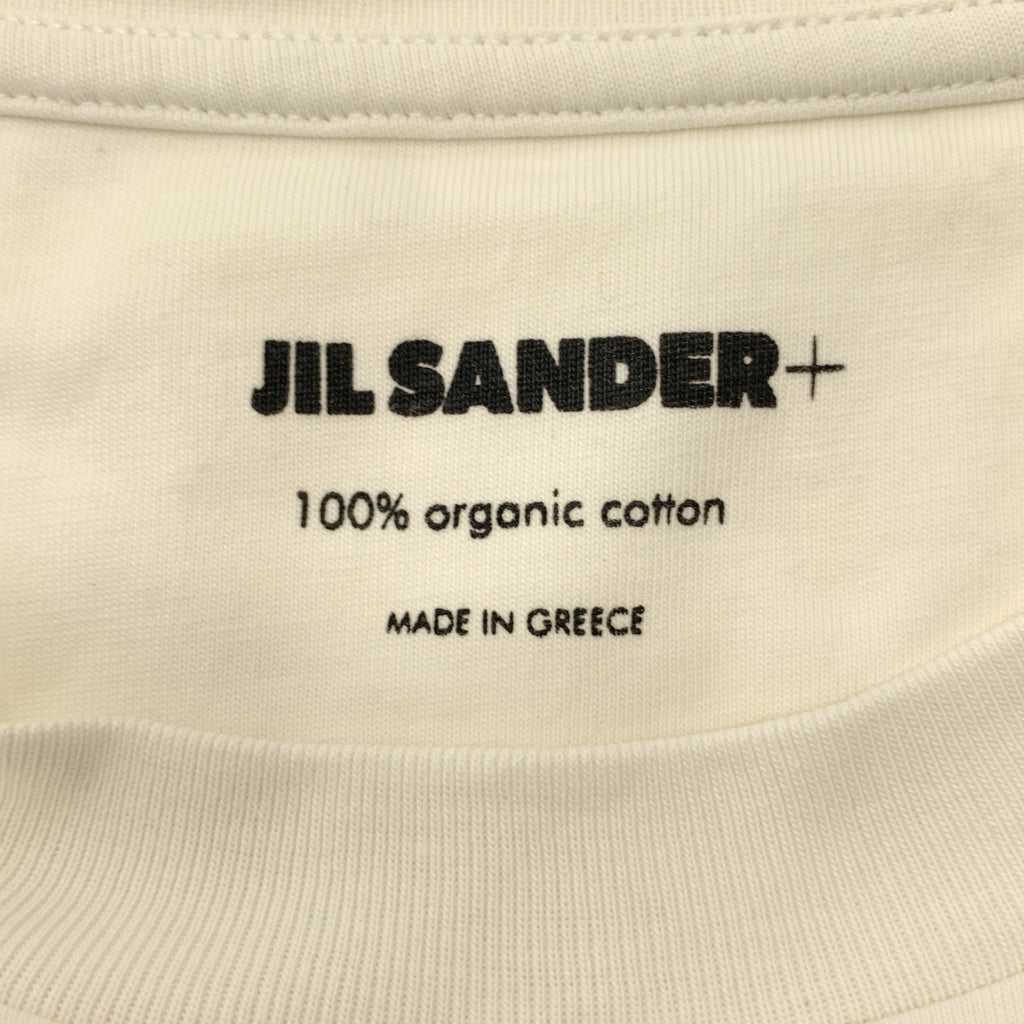 JIL SANDER+
100% organic cotton
MADE IN GREECE